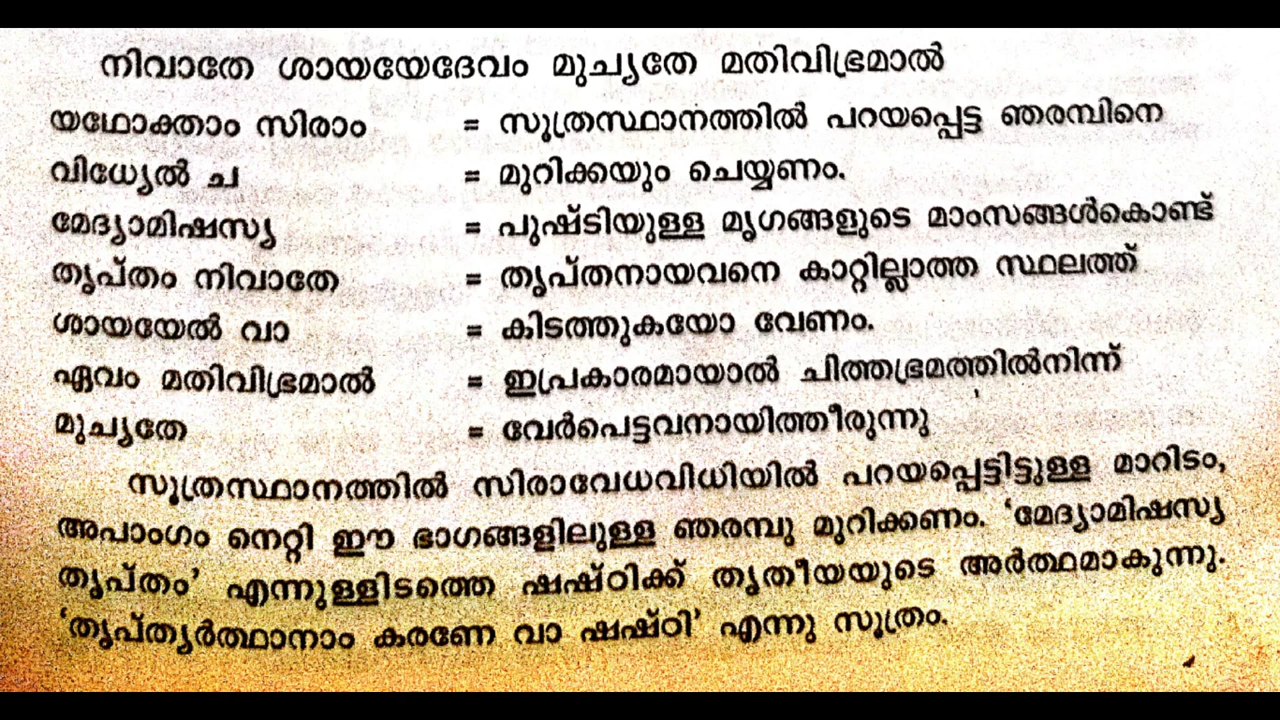 നിവാതേ ശായയേദേവം മുച്യതേ മതിവിഭ്രമാൽ
യഥോക്താം സിരാം = സൂത്രസ്ഥാനത്തിൽ പറയപ്പെട്ട ഞരമ്പിനെ
വിധ്യേൽ ച = മുറിക്കയും ചെയ്യണം.
മേദ്യാമിഷസ്യ = പുഷ്ടിയുള്ള മൃഗങ്ങളുടെ മാംസങ്ങൾകൊണ്ട്
തൃപ്തം നിവാതേ = തൃപ്തനായവനെ കാറ്റില്ലാത്ത സ്ഥലത്ത്
ശായയേൽ വാ = കിടത്തുകയോ വേണം.
ഏവം മതിവിഭ്രമാൽ = ഇപ്രകാരമായാൽ ചിത്തഭ്രമത്തിൽനിന്ന്
മുച്യതേ = വേർപെട്ടവനായിത്തീരുന്നു
സൂത്രസ്ഥാനത്തിൽ സിരാവേധവിധിയിൽ പറയപ്പെട്ടിട്ടുള്ള മാറിടം,
അപാംഗം നെറ്റി ഈ ഭാഗങ്ങളിലുള്ള ഞരമ്പു മുറിക്കണം. ‘മേദ്യാമിഷസ്യ
തൃപ്തം’ എന്നുള്ളിടത്തെ ഷഷ്ഠിക്ക് തൃതീയയുടെ അർത്ഥമാകുന്നു.
‘തൃപ്ത്യർത്ഥാനാം കരണേ വാ ഷഷ്ഠി’ എന്നു സൂത്രം.